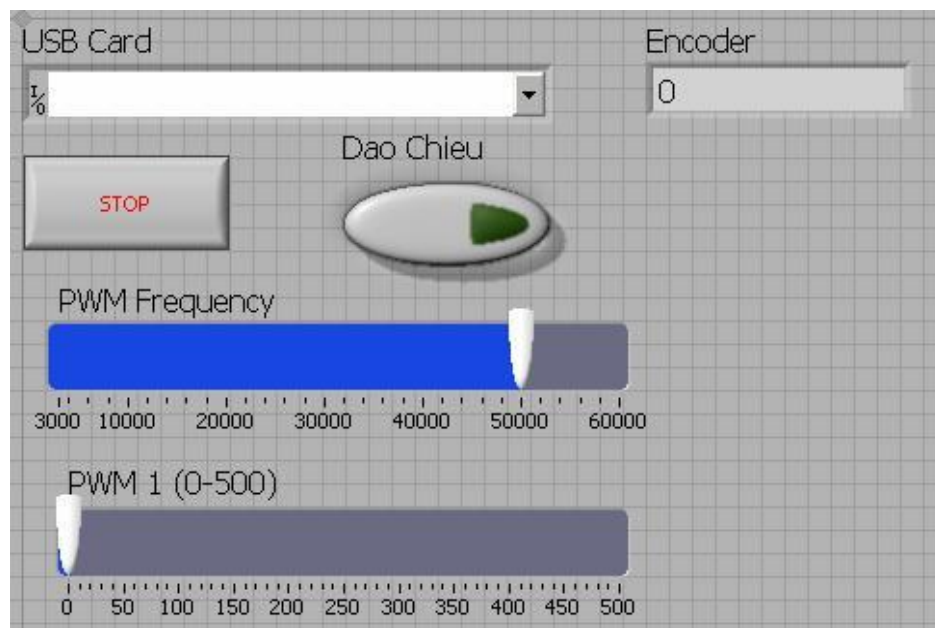 USB Card
Encoder
I/O
0
Dao Chieu
STOP
PWM Frequency
3000 10000 20000 30000 40000 50000 60000
PWM 1 (0-500)
0 50 100 150 200 250 300 350 400 450 500